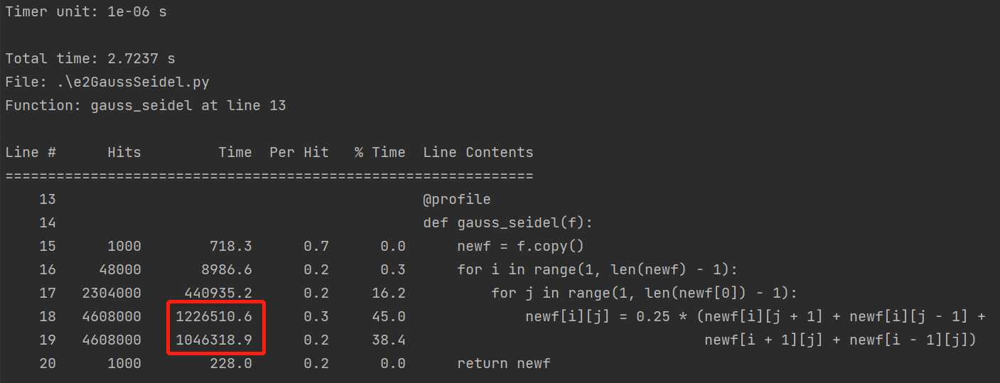 Timer unit: 1e-06 s
Total time: 2.7237 s
File: .\e2GaussSeidel.py
Function: gauss_seidel at line 13
Line #      Hits         Time  Per Hit   % Time  Line Contents
==============================================================
    13                                           @profile
    14                                           def gauss_seidel(f):
    15      1000        718.3      0.7      0.0      newf = f.copy()
    16     48000       8986.6      0.2      0.3      for i in range(1, len(newf) - 1):
    17   2304000     440935.2      0.2     16.2          for j in range(1, len(newf[0]) - 1):
    18   4608000    1226510.6      0.3     45.0              newf[i][j] = 0.25 * (newf[i][j + 1] + newf[i][j - 1] +
    19   4608000    1046318.9      0.2     38.4                                   newf[i + 1][j] + newf[i - 1][j])
    20      1000        228.0      0.2      0.0      return newf